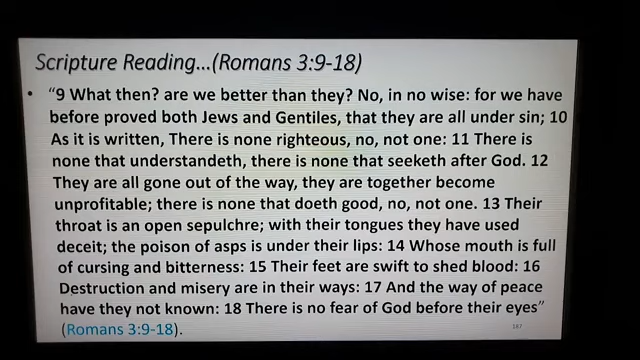 Scripture Reading...(Romans 3:9-18)
• "9 What then? are we better than they? No, in no wise: for we have
before proved both Jews and Gentiles, that they are all under sin; 10
As it is written, There is none righteous, no, not one: 11 There is
none that understandeth, there is none that seeketh after God. 12
They are all gone out of the way, they are together become
unprofitable; there is none that doeth good, no, not one. 13 Their
throat is an open sepulchre; with their tongues they have used
deceit; the poison of asps is under their lips: 14 Whose mouth is full
of cursing and bitterness: 15 Their feet are swift to shed blood: 16
Destruction and misery are in their ways: 17 And the way of peace
have they not known: 18 There is no fear of God before their eyes"
(Romans 3:9-18).
167